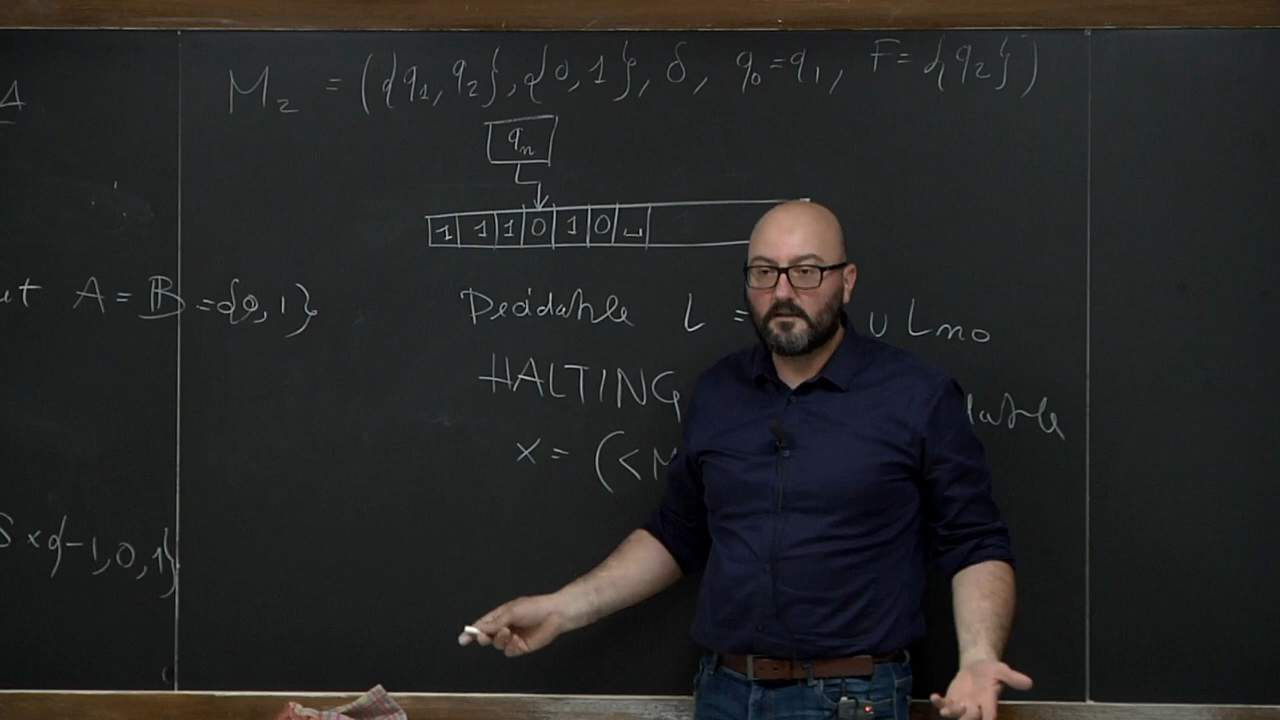 A
M₂ = ({q₁, q₂}, {0, 1}, δ, q₀=q₁, F={q₂})
qₙ
1 1 1 0 1 0 ␣
A = B = {0, 1}
Decidable L = ∪ Lno
HALTING
x = (<M
S × {-1, 0, 1}